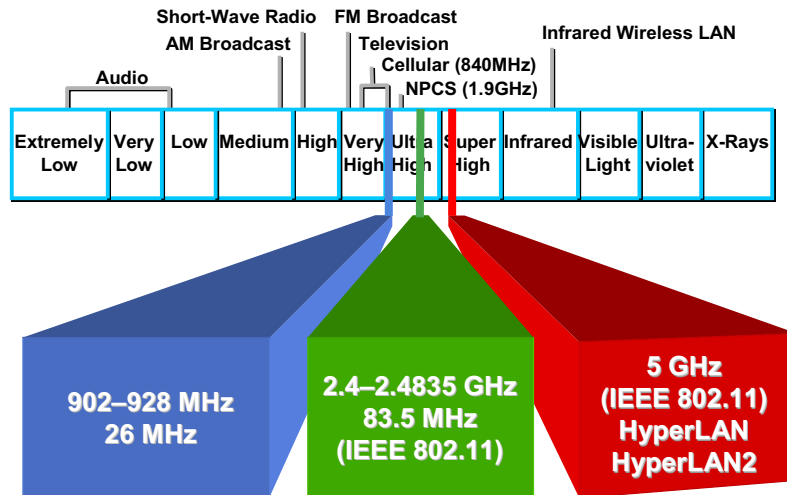 Short-Wave Radio
FM Broadcast
Infrared Wireless LAN
AM Broadcast
Television
Cellular (840MHz)
Audio
NPCS (1.9GHz)
Extremely
Low
Very
Low
Low
Medium
High
Very
High
Ultra
High
Super
High
Infrared
Visible
Light
Ultra-
violet
X-Rays
902–928 MHz
26 MHz
2.4–2.4835 GHz
83.5 MHz
(IEEE 802.11)
5 GHz
(IEEE 802.11)
HyperLAN
HyperLAN2